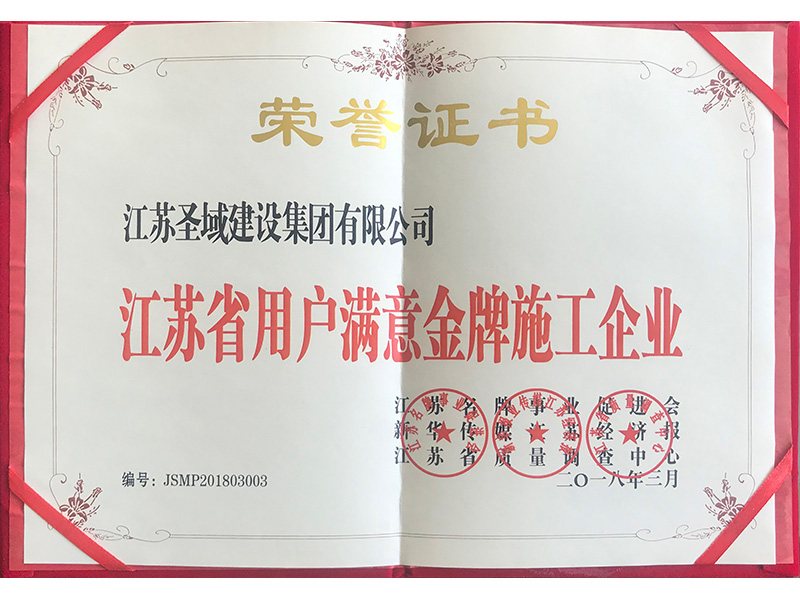 荣誉证书
江苏圣域建设集团有限公司
江苏省用户满意金牌施工企业
江苏名牌事业促进会
新华传媒江苏经济报
江苏省质量调查中心
编号：JSMP201803003
二〇一八年三月